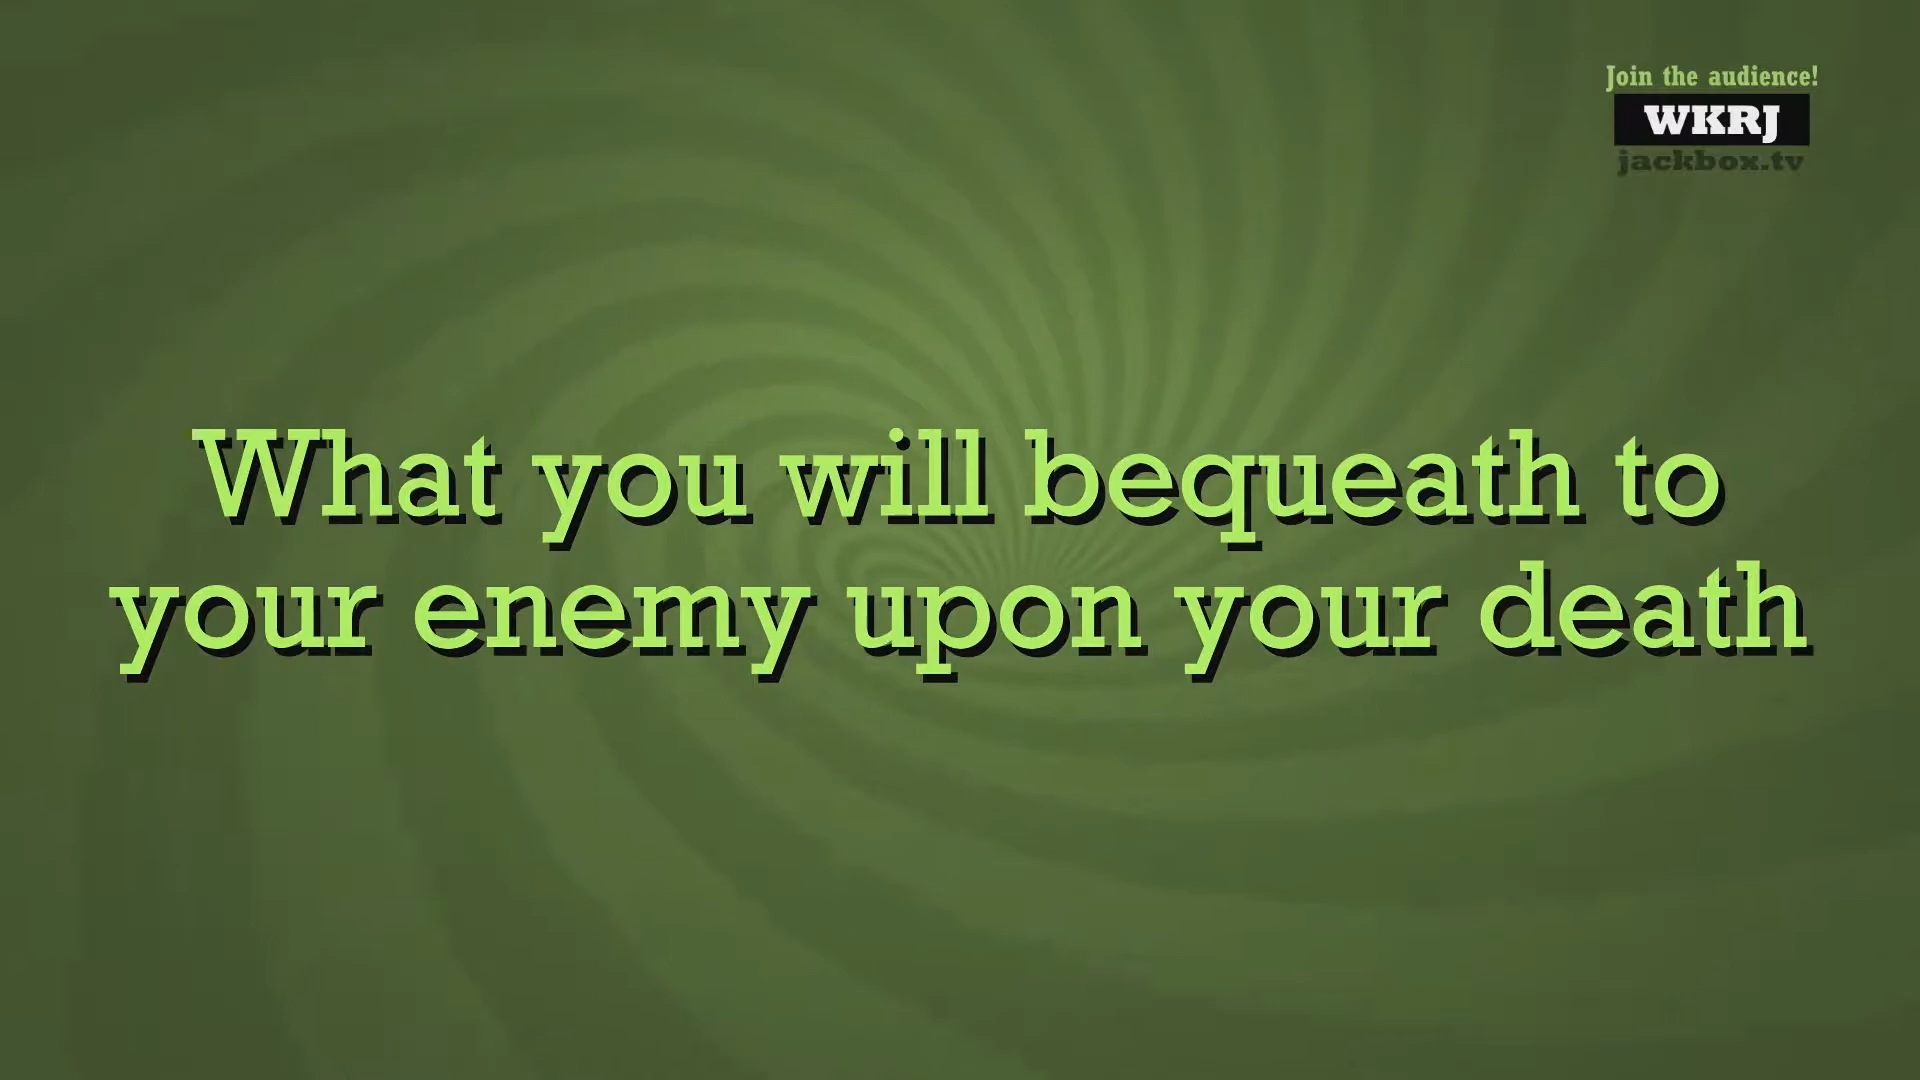 Join the audience!
WKRJ
jackbox.tv
What you will bequeath to
your enemy upon your death